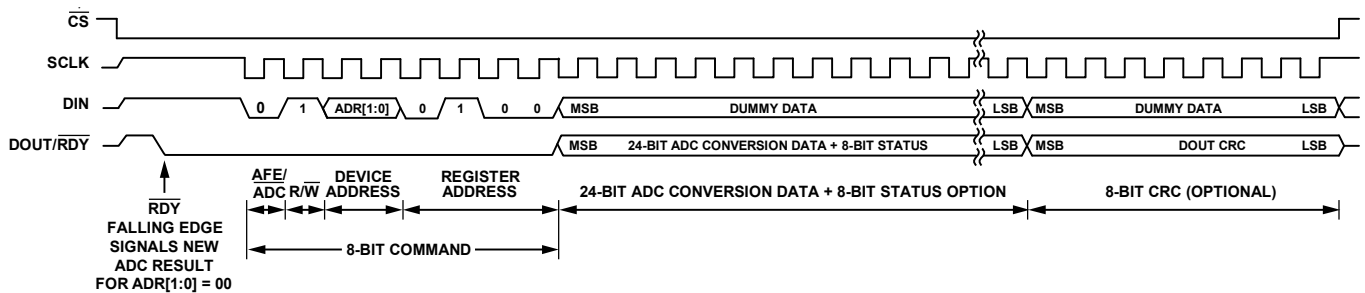 CS
SCLK
DIN
0 1 ADR[1:0] 0 1 0 0 MSB DUMMY DATA LSB MSB DUMMY DATA LSB
DOUT/RDY
MSB 24-BIT ADC CONVERSION DATA + 8-BIT STATUS LSB MSB DOUT CRC LSB
AFE/
ADC
R/W
DEVICE
ADDRESS
REGISTER
ADDRESS
24-BIT ADC CONVERSION DATA + 8-BIT STATUS OPTION
8-BIT CRC (OPTIONAL)
8-BIT COMMAND
RDY
FALLING EDGE
SIGNALS NEW
ADC RESULT
FOR ADR[1:0] = 00